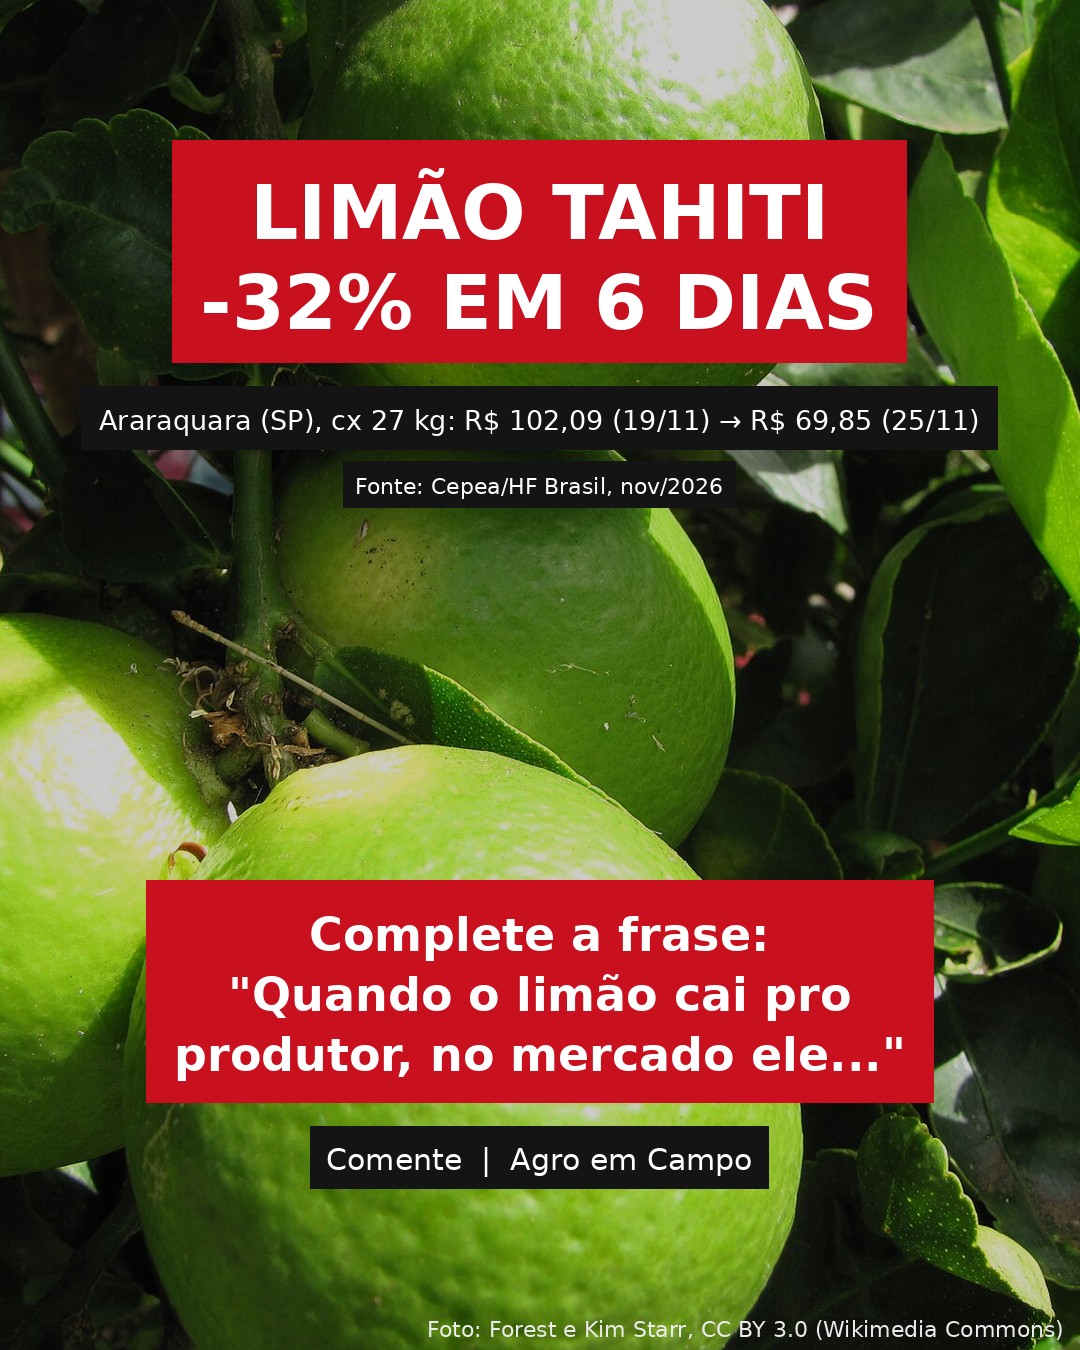 LIMÃO TAHITI
-32% EM 6 DIAS
Araraquara (SP), cx 27 kg: R$ 102,09 (19/11) → R$ 69,85 (25/11)
Fonte: Cepea/HF Brasil, nov/2026
Complete a frase:
"Quando o limão cai pro
produtor, no mercado ele..."
Comente | Agro em Campo
Foto: Forest e Kim Starr, CC BY 3.0 (Wikimedia Commons)